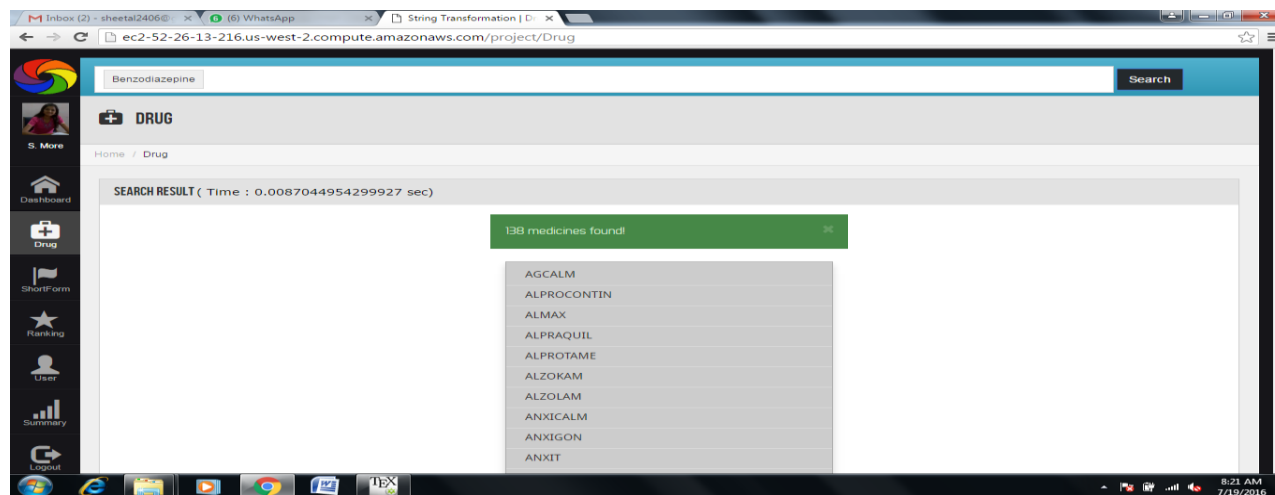 Inbox (2) - sheetal2406@
(6) WhatsApp
String Transformation | Dr
ec2-52-26-13-216.us-west-2.compute.amazonaws.com/project/Drug
Benzodiazepine
Search
DRUG
S. More
Home / Drug
SEARCH RESULT ( Time : 0.0087044954299927 sec)
Dashboard
138 medicines found!
Drug
AGCALM
ShortForm
ALPROCONTIN
ALMAX
Ranking
ALPRAQUIL
ALPROTAME
User
ALZOKAM
ALZOLAM
Summary
ANXICALM
ANXIGON
ANXIT
Logout
TEX
8:21 AM
7/19/2016